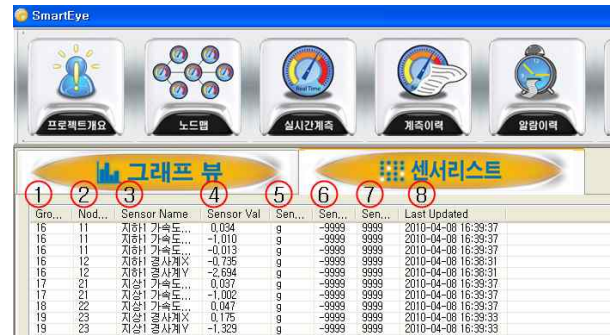 SmartEye
Real Time
프로젝트개요 노드맵 실시간계측 계측이력 알람이력
그래프 뷰 센서리스트
① ② ③ ④ ⑤ ⑥ ⑦ ⑧
Gro... Nod... Sensor Name Sensor Val Sen... Sen... Sen... Last Updated
16 11 지하1 가속도... 0,034 g -9999 9999 2010-04-08 16:39:37
16 11 지하1 가속도... -1,010 g -9999 9999 2010-04-08 16:39:37
16 11 지하1 가속도... -0,013 g -9999 9999 2010-04-08 16:39:37
16 12 지하1 경사계X -0,735 g -9999 9999 2010-04-08 16:38:31
16 12 지하1 경사계Y -2,694 g -9999 9999 2010-04-08 16:38:31
17 21 지상1 가속도... 0,037 g -9999 9999 2010-04-08 16:39:37
17 21 지상1 가속도... -1,002 g -9999 9999 2010-04-08 16:39:37
18 22 지상1 가속도... 0,047 g -9999 9999 2010-04-08 16:39:37
19 23 지상1 경사계X 0,175 g -9999 9999 2010-04-08 16:39:33
19 23 지상1 경사계Y -1,329 g -9999 9999 2010-04-08 16:39:33